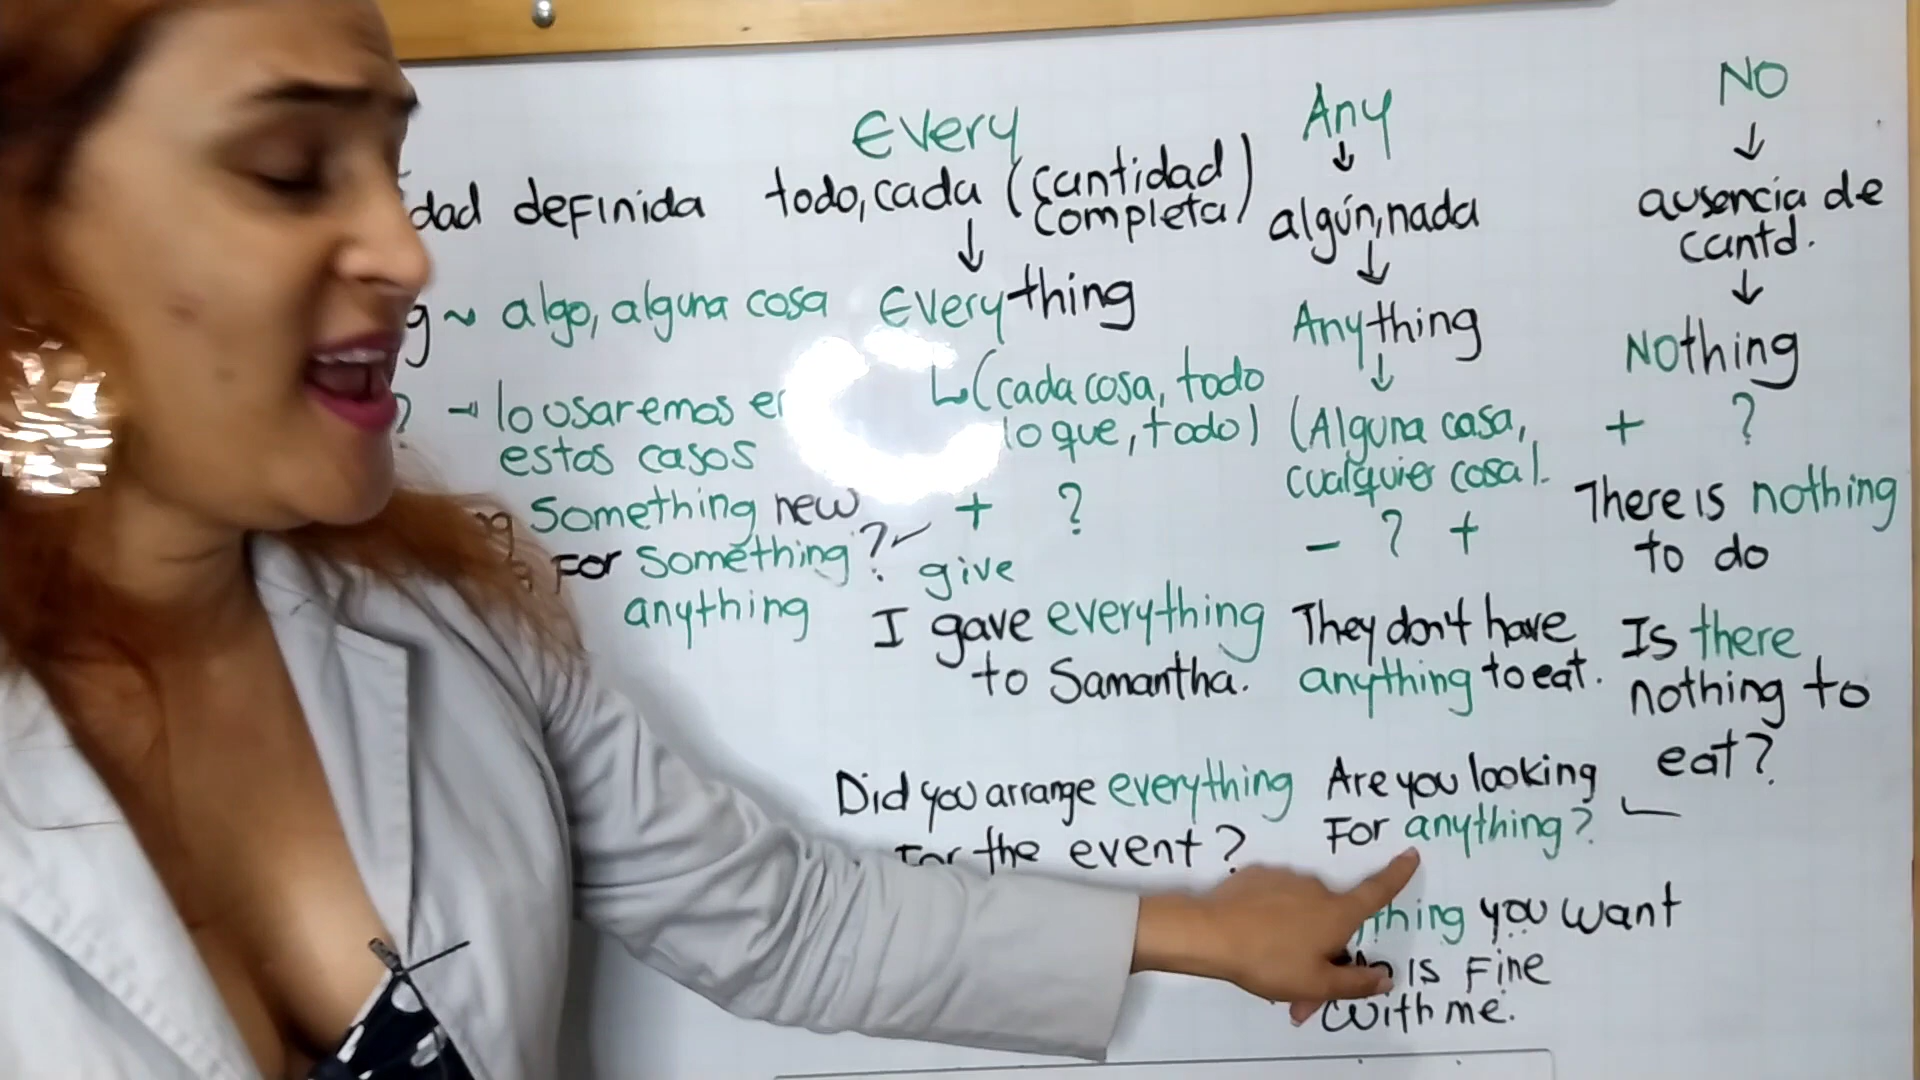 dad definida
g ~ algo, alguna cosa
? → lo usaremos en
estos casos
Something new
For Something?
anything
Every
todo, cada (cantidad
completa)
↓
Everything
↳(cada cosa, todo
lo que, todo)
+ ?
give
I gave everything
to Samantha.
Did you arrange everything
For the event?
Any
↓
algún, nada
↓
Anything
↓
(Alguna casa,
cualquier cosa).
- ? +
They don't have
anything to eat.
Are you looking
For anything?
thing you want
is Fine
with me.
NO
↓
ausencia de
cantd.
↓
NOthing
+ ?
There is nothing
to do
Is there
nothing to
eat?